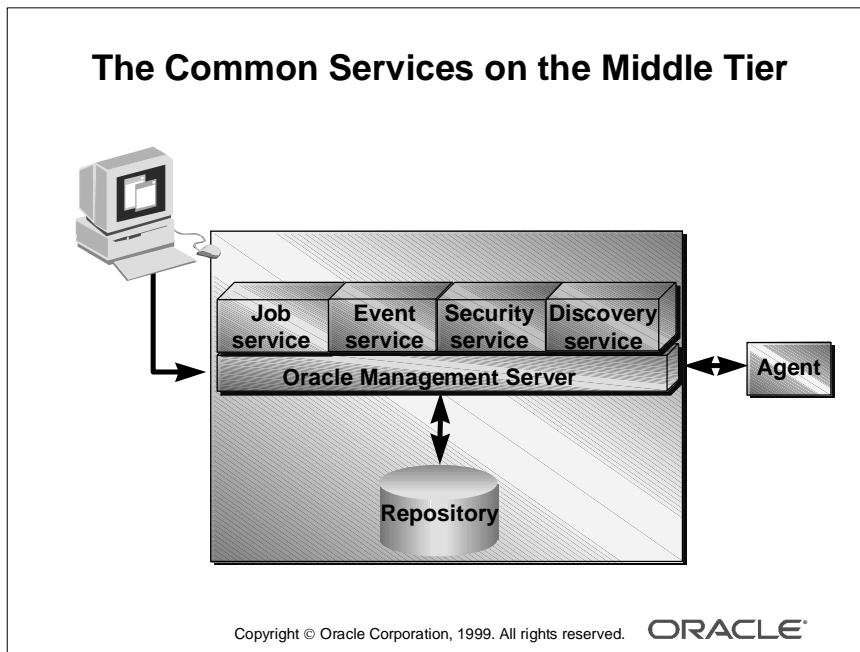 The Common Services on the Middle Tier
Job
service
Event
service
Security
service
Discovery
service
Oracle Management Server
Agent
Repository
Copyright © Oracle Corporation, 1999. All rights reserved.
ORACLE®